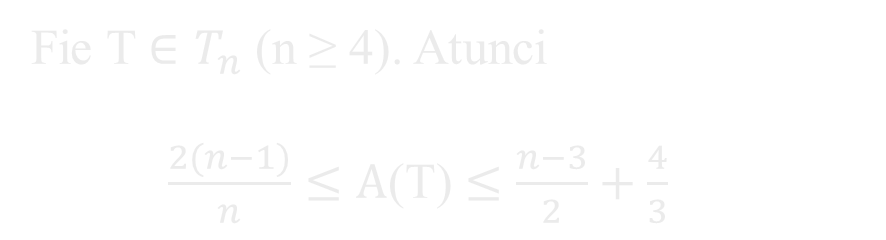 Fie T ∈ 𝑇ₙ (n ≥ 4). Atunci
2(𝑛−1)/𝑛 ≤ A(T) ≤ (𝑛−3)/2 + 4/3